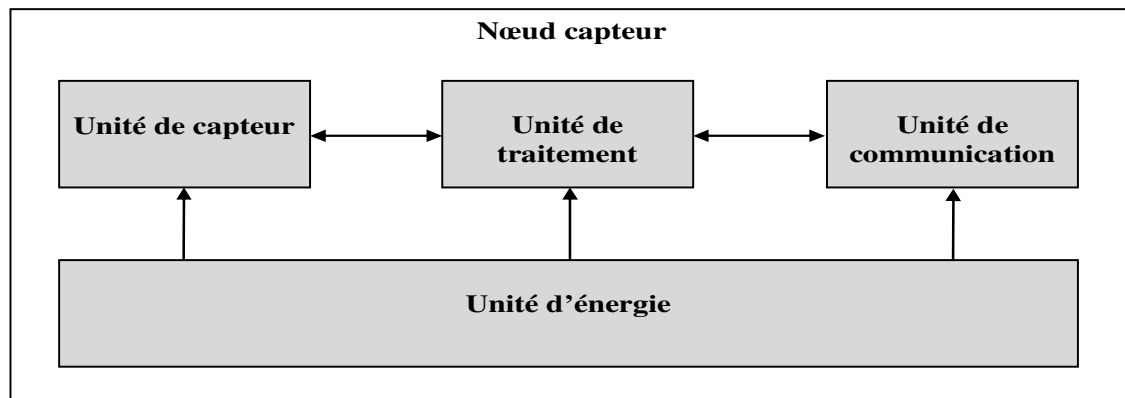 Nœud capteur
Unité de capteur
Unité de
traitement
Unité de
communication
Unité d’énergie